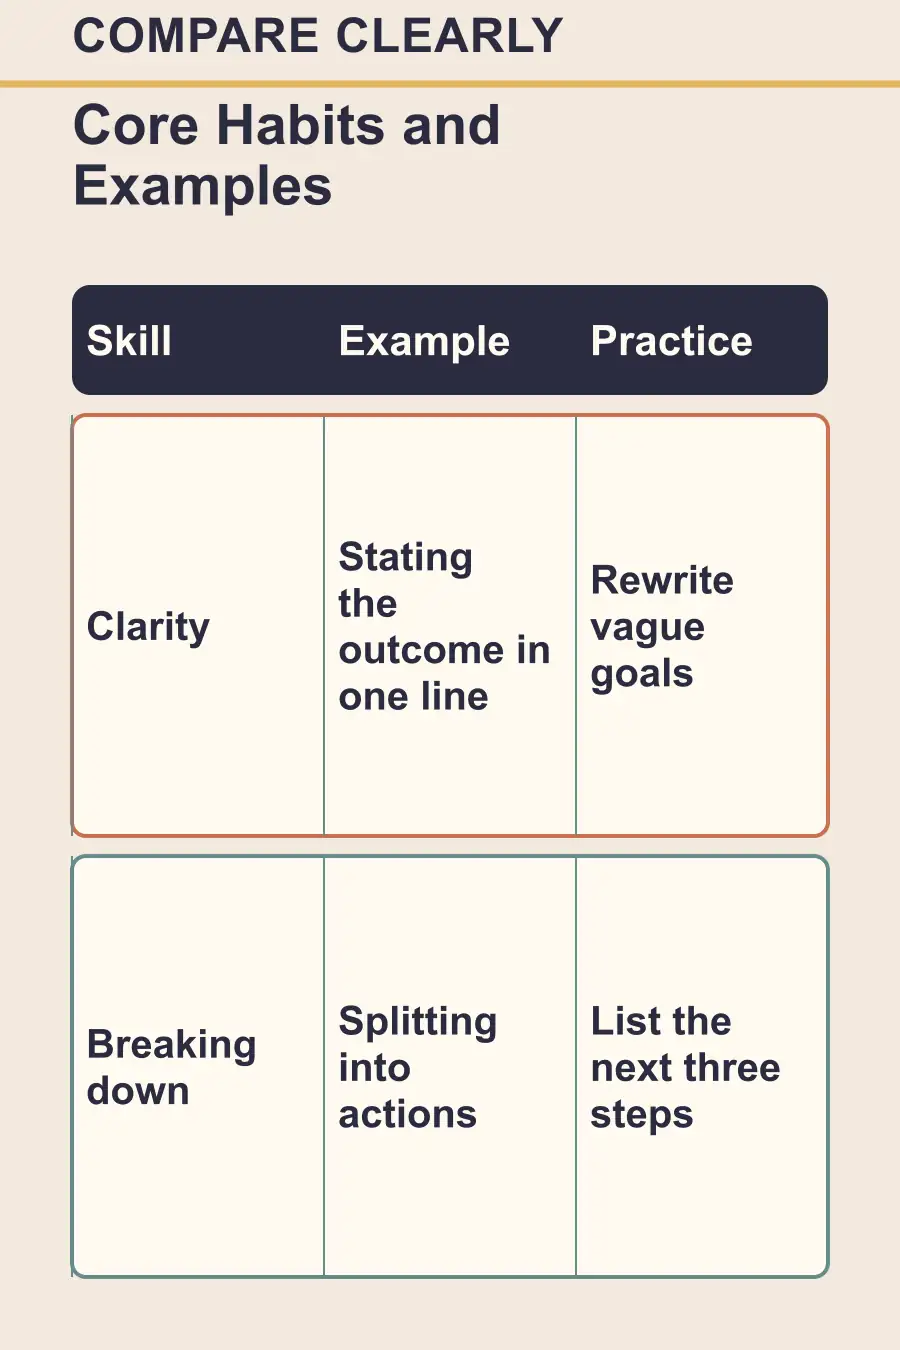 COMPARE CLEARLY
Core Habits and
Examples
Skill
Example
Practice
Clarity
Stating
the
outcome in
one line
Rewrite
vague
goals
Breaking
down
Splitting
into
actions
List the
next three
steps